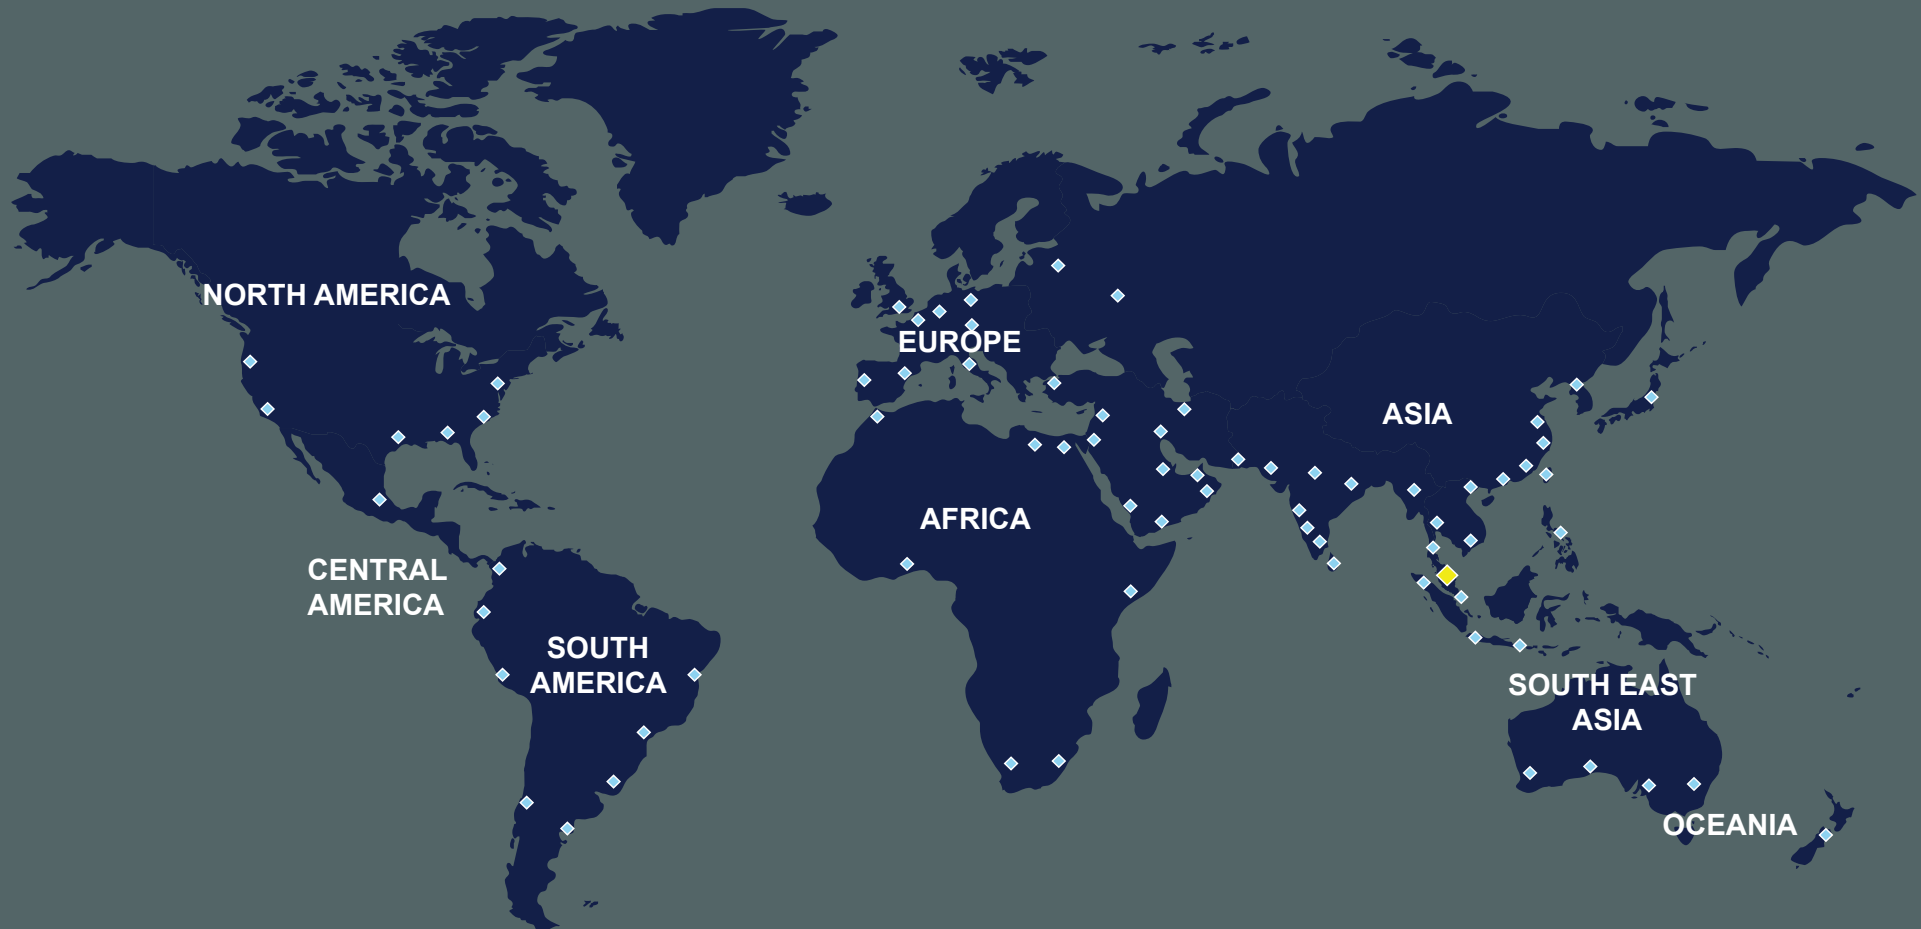 NORTH AMERICA
EUROPE
ASIA
AFRICA
CENTRAL
AMERICA
SOUTH
AMERICA
SOUTH EAST
ASIA
OCEANIA